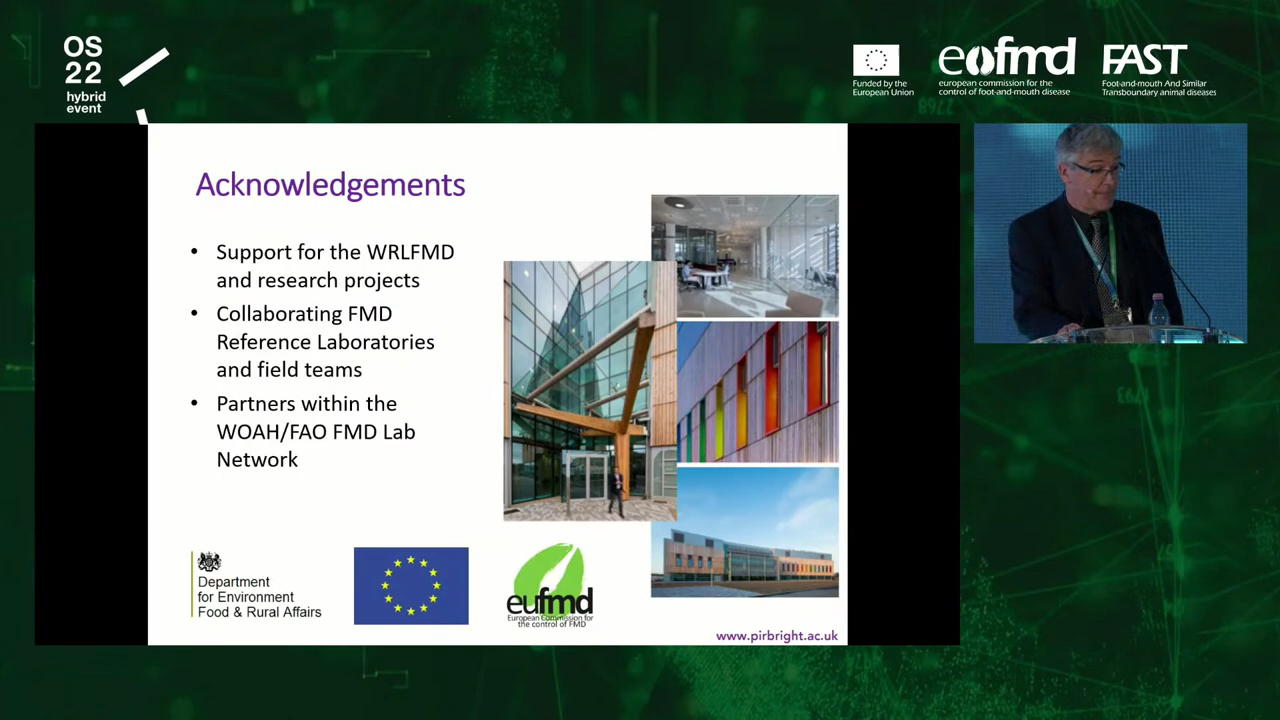 OS
22
hybrid
event
Funded by the
European Union
eofmd
european commission for the
control of foot-and-mouth disease
FAST
Foot-and-mouth And Similar
Transboundary animal diseases
Acknowledgements
• Support for the WRLFMD
and research projects
• Collaborating FMD
Reference Laboratories
and field teams
• Partners within the
WOAH/FAO FMD Lab
Network
Department
for Environment
Food & Rural Affairs
eufmd
European Commission for
the control of FMD
www.pirbright.ac.uk